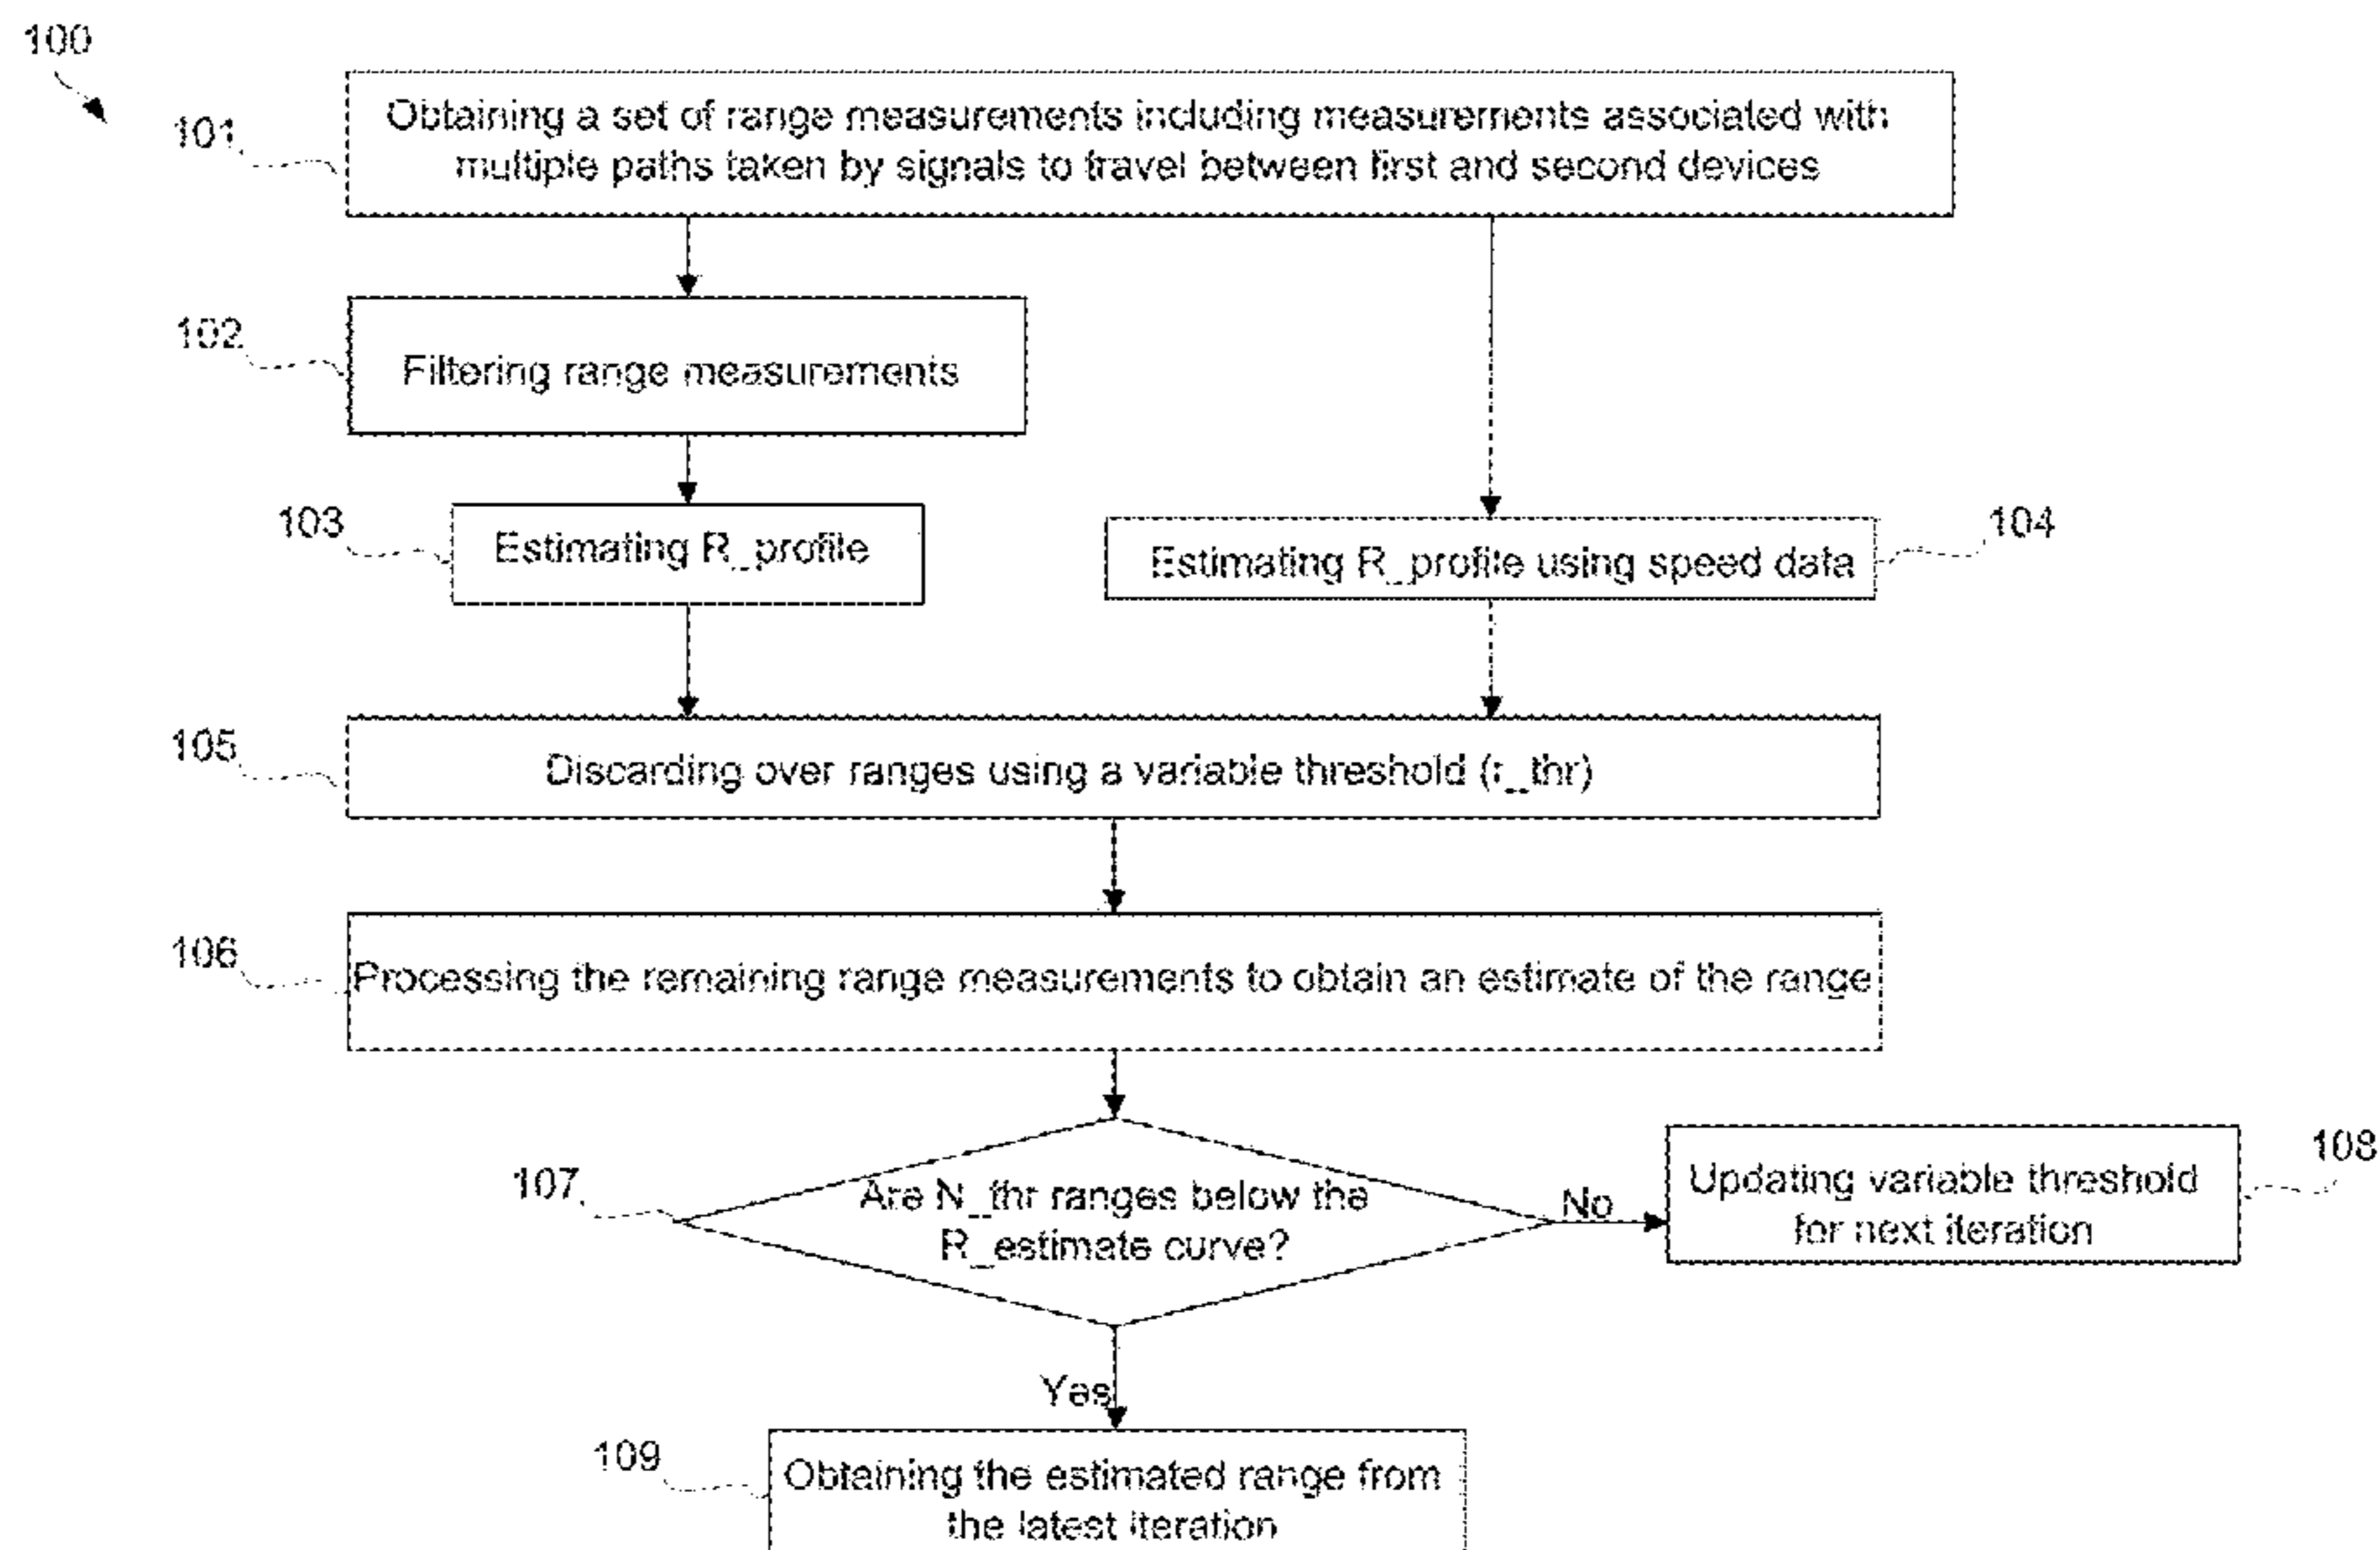 100
101
Obtaining a set of range measurements including measurements associated with
multiple paths taken by signals to travel between first and second devices
102
Filtering range measurements
103
Estimating R_profile
Estimating R_profile using speed data
104
105
Discarding over ranges using a variable threshold (r_thr)
106
Processing the remaining range measurements to obtain an estimate of the range
107
Are N_thr ranges below the
R_estimate curve?
No
Updating variable threshold
for next iteration
108
Yes
109
Obtaining the estimated range from
the latest iteration